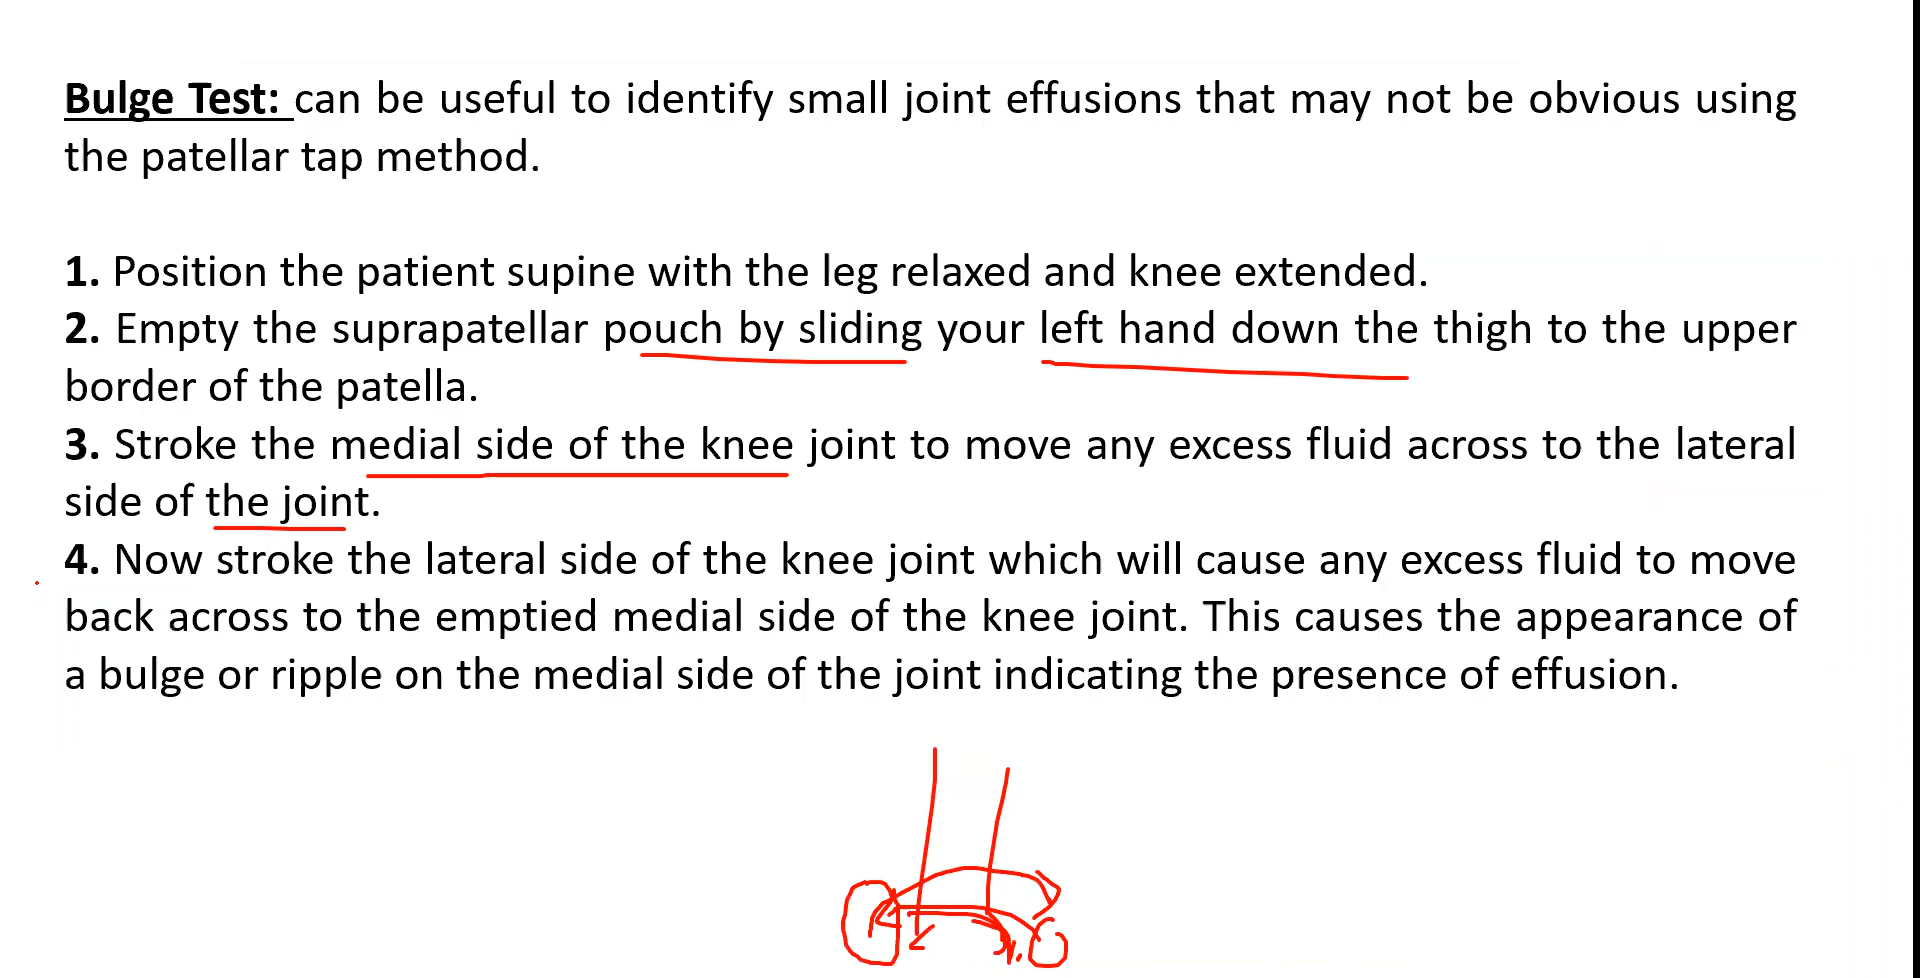 Bulge Test: can be useful to identify small joint effusions that may not be obvious using
the patellar tap method.
1. Position the patient supine with the leg relaxed and knee extended.
2. Empty the suprapatellar pouch by sliding your left hand down the thigh to the upper
border of the patella.
3. Stroke the medial side of the knee joint to move any excess fluid across to the lateral
side of the joint.
4. Now stroke the lateral side of the knee joint which will cause any excess fluid to move
back across to the emptied medial side of the knee joint. This causes the appearance of
a bulge or ripple on the medial side of the joint indicating the presence of effusion.